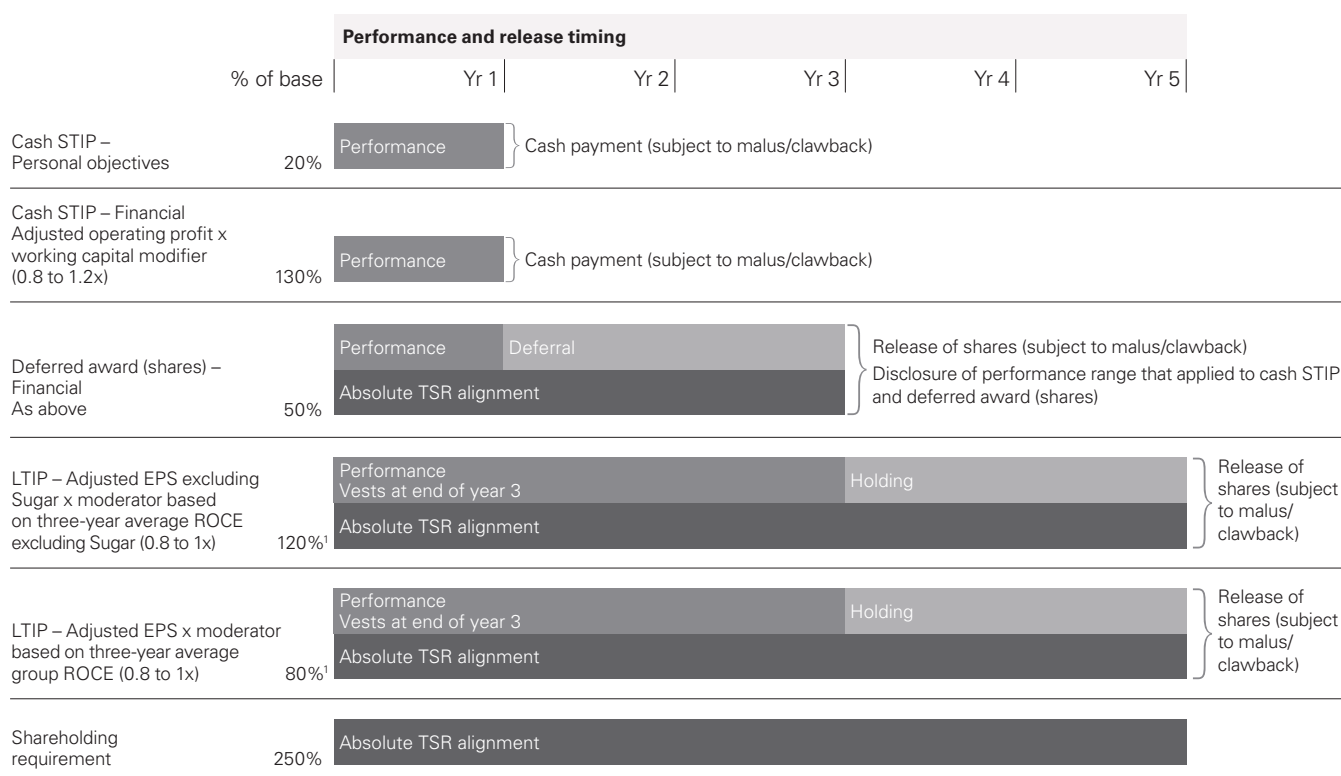 Performance and release timing
% of base Yr 1 Yr 2 Yr 3 Yr 4 Yr 5
Cash STIP –
Personal objectives 20%
Performance
Cash payment (subject to malus/clawback)
Cash STIP – Financial
Adjusted operating profit x
working capital modifier
(0.8 to 1.2x) 130%
Performance
Cash payment (subject to malus/clawback)
Deferred award (shares) –
Financial
As above 50%
Performance Deferral
Absolute TSR alignment
Release of shares (subject to malus/clawback)
Disclosure of performance range that applied to cash STIP
and deferred award (shares)
LTIP – Adjusted EPS excluding
Sugar x moderator based
on three-year average ROCE
excluding Sugar (0.8 to 1x) 120%¹
Performance
Vests at end of year 3
Holding
Absolute TSR alignment
Release of
shares (subject
to malus/
clawback)
LTIP – Adjusted EPS x moderator
based on three-year average
group ROCE (0.8 to 1x) 80%¹
Performance
Vests at end of year 3
Holding
Absolute TSR alignment
Release of
shares (subject
to malus/
clawback)
Shareholding
requirement 250%
Absolute TSR alignment